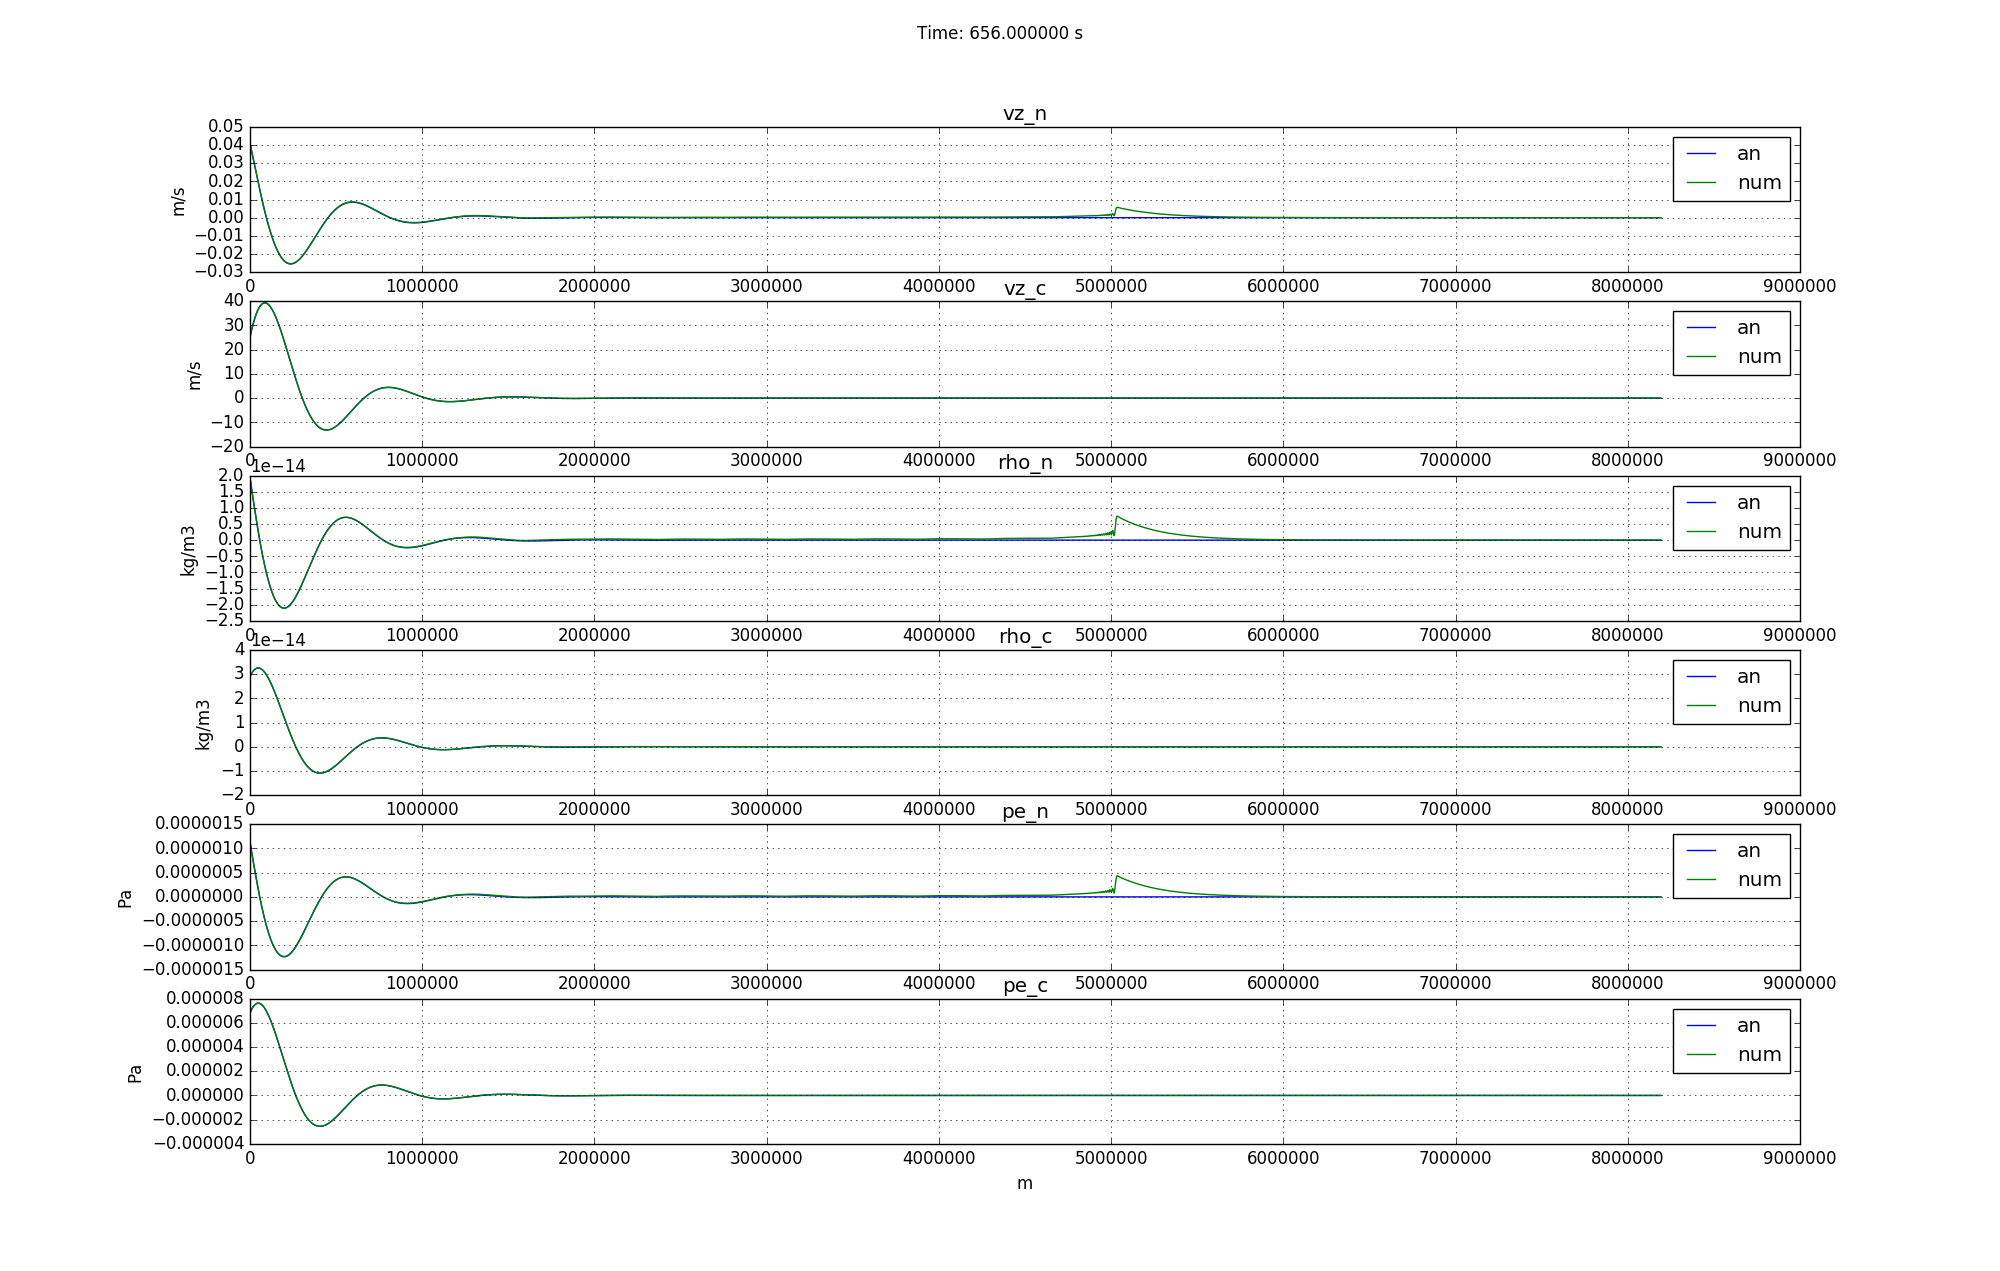 Time: 656.000000 s
vz_n
0.05
0.04
0.03
0.02
0.01
0.00
−0.01
−0.02
−0.03
m/s
an
num
0 1000000 2000000 3000000 4000000 5000000 6000000 7000000 8000000 9000000
vz_c
40
30
20
10
0
−10
−20
m/s
an
num
0 1000000 2000000 3000000 4000000 5000000 6000000 7000000 8000000 9000000
1e−14
rho_n
2.0
1.5
1.0
0.5
0.0
−0.5
−1.0
−1.5
−2.0
−2.5
kg/m3
an
num
0 1000000 2000000 3000000 4000000 5000000 6000000 7000000 8000000 9000000
1e−14
rho_c
4
3
2
1
0
−1
−2
kg/m3
an
num
0 1000000 2000000 3000000 4000000 5000000 6000000 7000000 8000000 9000000
pe_n
0.0000015
0.0000010
0.0000005
0.0000000
−0.0000005
−0.0000010
−0.0000015
Pa
an
num
0 1000000 2000000 3000000 4000000 5000000 6000000 7000000 8000000 9000000
pe_c
0.000008
0.000006
0.000004
0.000002
0.000000
−0.000002
−0.000004
Pa
an
num
0 1000000 2000000 3000000 4000000 5000000 6000000 7000000 8000000 9000000
m